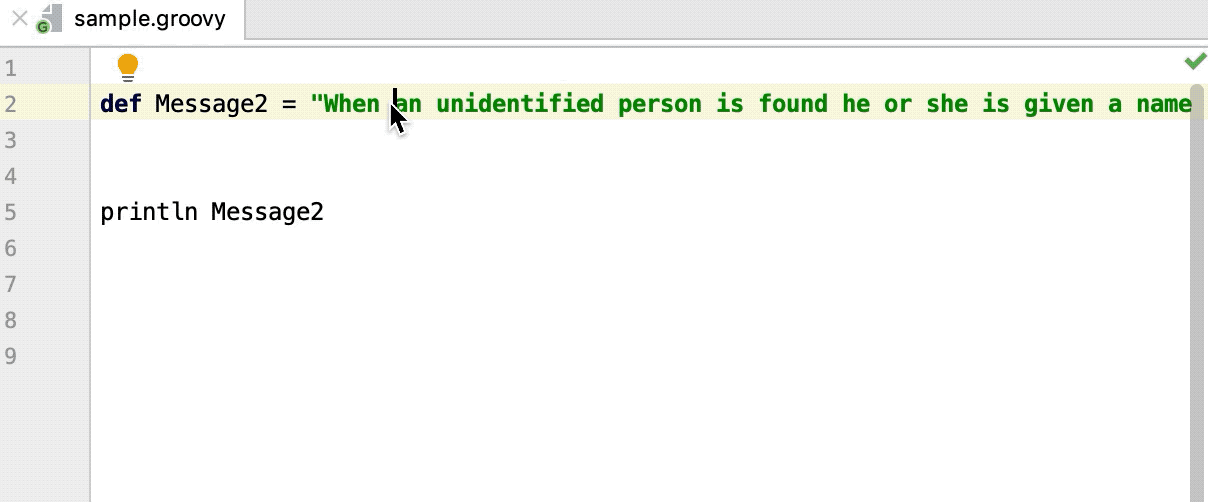 sample.groovy
1
2 def Message2 = "When an unidentified person is found he or she is given a name
3
4
5 println Message2
6
7
8
9